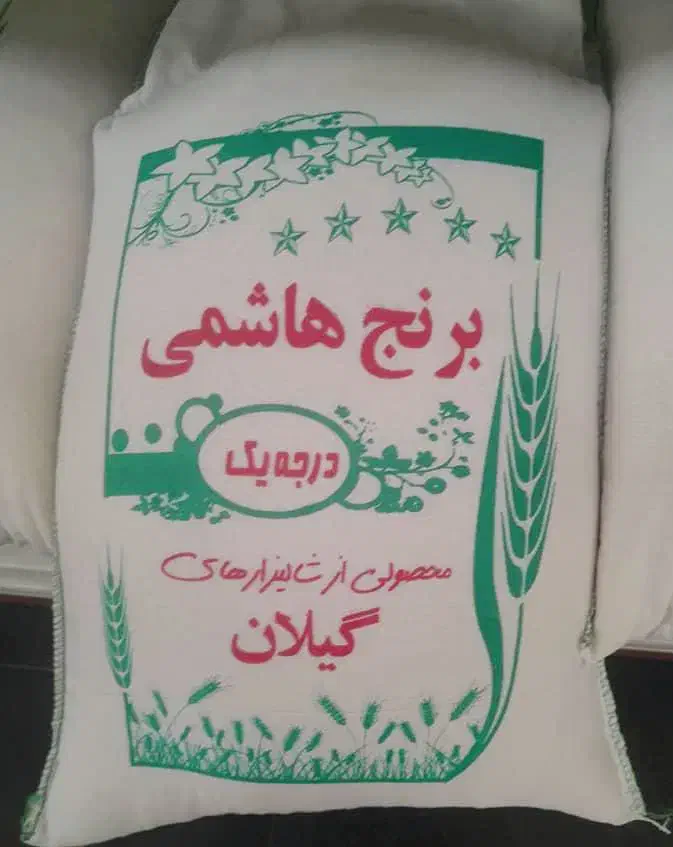 برنج هاشمی
درجه یک
محصولی از شالیزارهای
گیلان